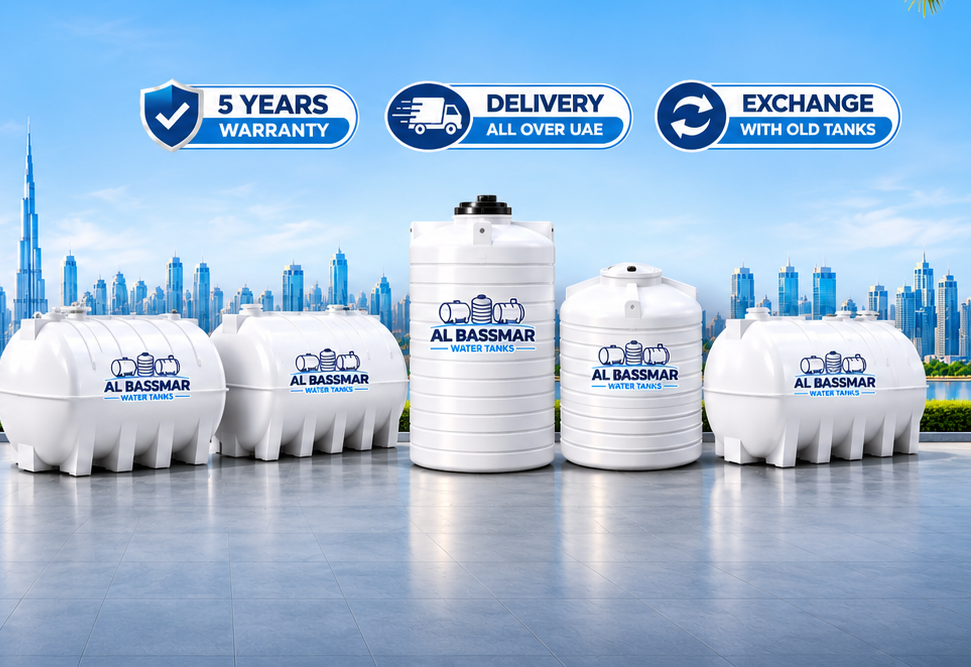 5 YEARS
WARRANTY
DELIVERY
ALL OVER UAE
EXCHANGE
WITH OLD TANKS
AL BASSMAR
WATER TANKS
AL BASSMAR
WATER TANKS
AL BASSMAR
WATER TANKS
AL BASSMAR
WATER TANKS
AL BASSMAR
WATER TANKS